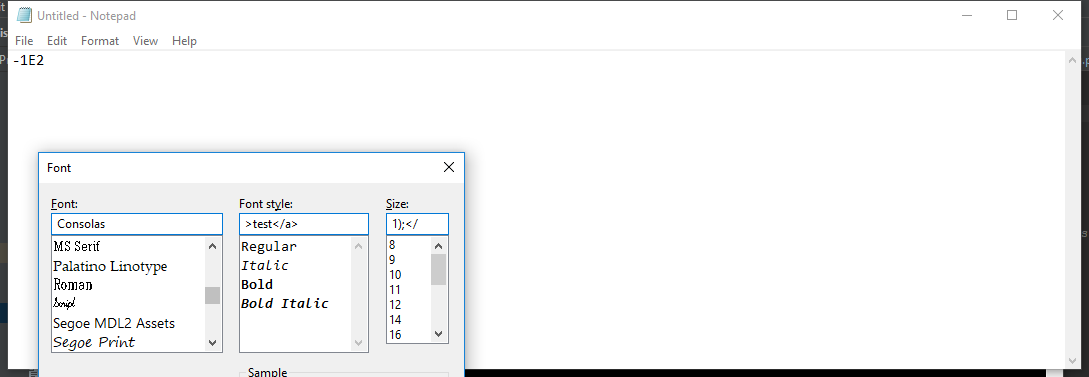 Untitled - Notepad
File Edit Format View Help
-1E2
Font
Font: Font style: Size:
Consolas >test</a> 1);</
MS Serif
Palatino Linotype
Roman
Script
Segoe MDL2 Assets
Segoe Print
Regular
Italic
Bold
Bold Italic
8
9
10
11
12
14
16
Sample